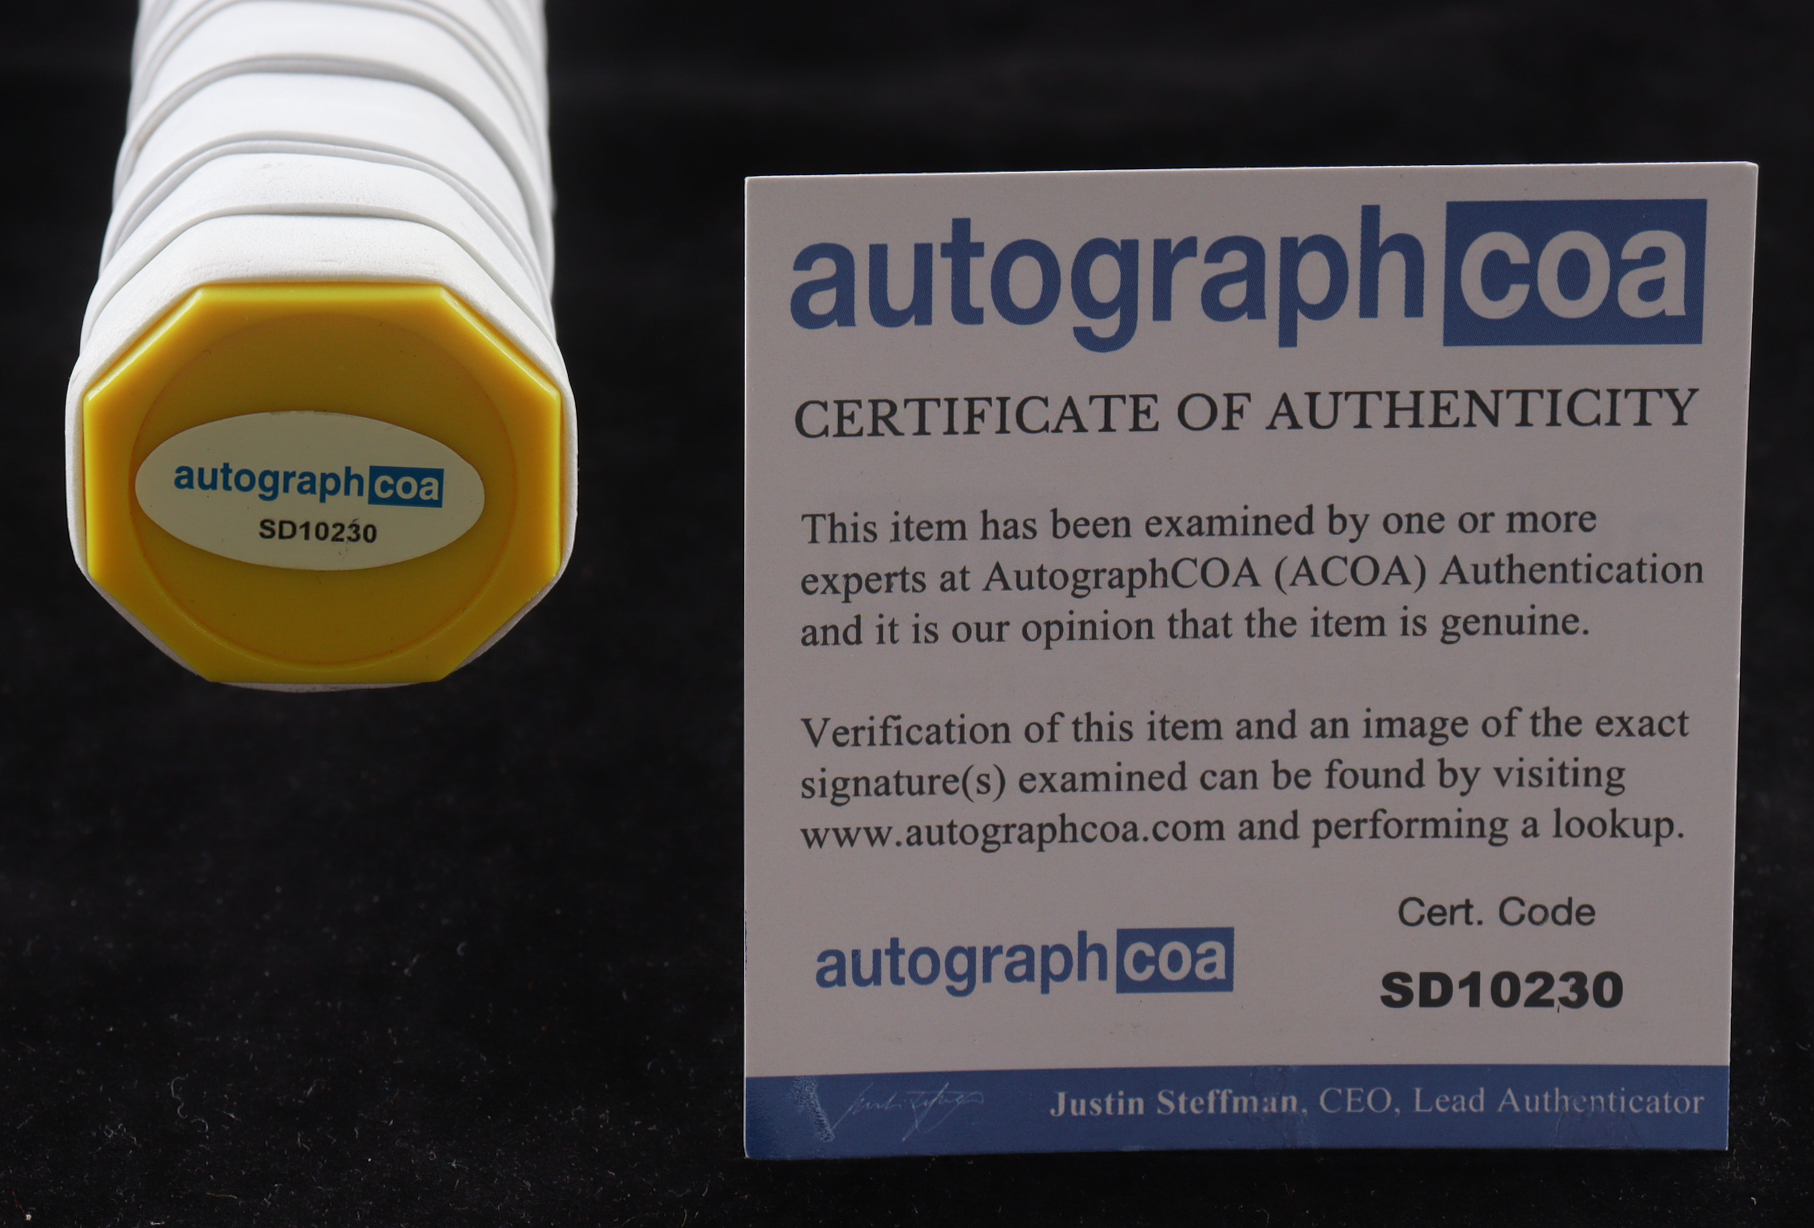 autographcoa
SD10230
autographcoa
CERTIFICATE OF AUTHENTICITY
This item has been examined by one or more
experts at AutographCOA (ACOA) Authentication
and it is our opinion that the item is genuine.
Verification of this item and an image of the exact
signature(s) examined can be found by visiting
www.autographcoa.com and performing a lookup.
Cert. Code
autographcoa
SD10230
Justin Steffman, CEO, Lead Authenticator